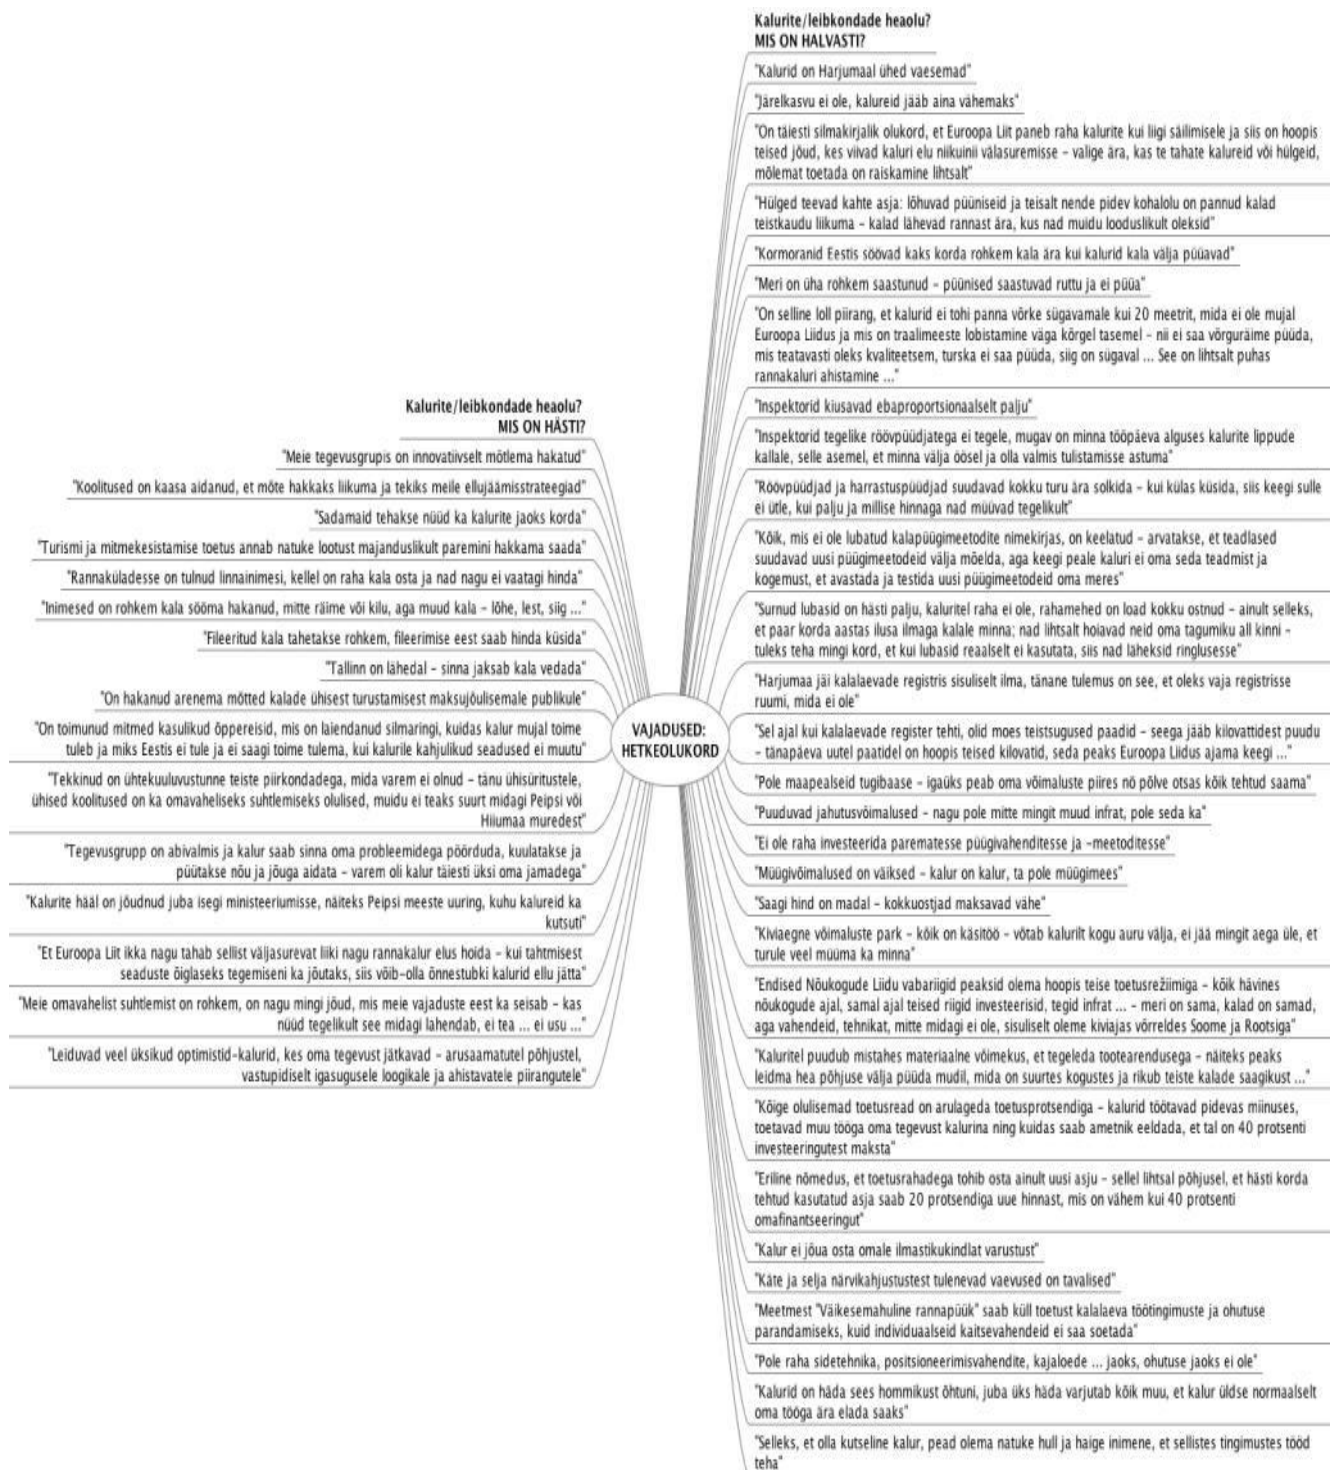 Kalurite/leibkondade heaolu?
MIS ON HÄSTI?
"Meie tegevusgrupis on innovatiivselt mõtlema hakatud"
"Koolitused on kaasa aidanud, et mõte hakkaks liikuma ja tekiks meile ellujäämisstrateegiad"
"Sadamaid tehakse nüüd ka kalurite jaoks korda"
"Turismi ja mitmekesistamise toetus annab natuke lootust majanduslikult paremini hakkama saada"
"Rannaküladesse on tulnud linnainimesi, kellel on raha kala osta ja nad nagu ei vaatagi hinda"
"Inimesed on rohkem kala sööma hakanud, mitte räime või kilu, aga muud kala – lõhe, lest, siig ..."
"Fileeritud kala tahetakse rohkem, fileerimise eest saab hinda küsida"
"Tallinn on lähedal – sinna jaksab kala vedada"
"On hakanud arenema mõtted kalade ühisest turustamisest maksujõulisemale publikule"
"On toimunud mitmed kasulikud õppereisid, mis on laiendanud silmaringi, kuidas kalur mujal toime
tuleb ja miks Eestis ei tule ja ei saagi toime tulema, kui kalurile kahjulikud seadused ei muutu"
"Tekkinud on ühtekuuluvustunne teiste piirkondadega, mida varem ei olnud – tänu ühisüritustele,
ühised koolitused on ka omavaheliseks suhtlemiseks olulised, muidu ei teaks suurt midagi Peipsi või
Hiiumaa muredest"
"Tegevusgrupp on abivalmis ja kalur saab sinna oma probleemidega pöörduda, kuulatakse ja
püütakse nõu ja jõuga aidata – varem oli kalur täiesti üksi oma jamadega"
"Kalurite hääl on jõudnud juba isegi ministeeriumisse, näiteks Peipsi meeste uuring, kuhu kalureid ka
kutsuti"
"Et Euroopa Liit ikka nagu tahab sellist väljasurevat liiki nagu rannakalur elus hoida – kui tahtmisest
seaduste õiglaseks tegemiseni ka jõutaks, siis võib-olla õnnestubki kalurid ellu jätta"
"Meie omavahelist suhtlemist on rohkem, on nagu mingi jõud, mis meie vajaduste eest ka seisab – kas
nüüd tegelikult see midagi lahendab, ei tea ... ei usu ..."
"Leiduvad veel üksikud optimistid-kalurid, kes oma tegevust jätkavad – arusaamatutel põhjustel,
vastupidiselt igasugusele loogikale ja ahistavatele piirangutele"
VAJADUSED:
HETKEOLUKORD
Kalurite/leibkondade heaolu?
MIS ON HALVASTI?
"Kalurid on Harjumaal ühed vaesemad"
"Järelkasvu ei ole, kalureid jääb aina vähemaks"
"On täiesti silmakirjalik olukord, et Euroopa Liit paneb raha kalurite kui liigi säilimisele ja siis on hoopis
teised jõud, kes viivad kaluri elu niikuinii välasuremisse – valige ära, kas te tahate kalureid või hülgeid,
mõlemat toetada on raiskamine lihtsalt"
"Hülged teevad kahte asja: lõhuvad püüniseid ja teisalt nende pidev kohalolu on pannud kalad
teistkaudu liikuma – kalad lähevad rannast ära, kus nad muidu looduslikult oleksid"
"Kormoranid Eestis söövad kaks korda rohkem kala ära kui kalurid kala välja püüavad"
"Meri on üha rohkem saastunud – püünised saastuvad ruttu ja ei püüa"
"On selline loll piirang, et kalurid ei tohi panna võrke sügavamale kui 20 meetrit, mida ei ole mujal
Euroopa Liidus ja mis on traalimeeste lobistamine väga kõrgel tasemel – nii ei saa võrguräime püüda,
mis teatavasti oleks kvaliteetsem, turska ei saa püüda, siig on sügaval ... See on lihtsalt puhas
rannakaluri ahistamine ..."
"Inspektorid kiusavad ebaproportsionaalselt palju"
"Inspektorid tegelike röövpüüdjatega ei tegele, mugav on minna tööpäeva alguses kalurite lippude
kallale, selle asemel, et minna välja öösel ja olla valmis tulistamisse astuma"
"Röövpüüdjad ja harrastuspüüdjad suudavad kokku turu ära solkida – kui külas küsida, siis keegi sulle
ei ütle, kui palju ja millise hinnaga nad müüvad tegelikult"
"Kõik, mis ei ole lubatud kalapüügimeetodite nimekirjas, on keelatud – arvatakse, et teadlased
suudavad uusi püügimeetodeid välja mõelda, aga keegi peale kaluri ei oma seda teadmist ja
kogemust, et avastada ja testida uusi püügimeetodeid oma meres"
"Surnud lubasid on hästi palju, kaluritel raha ei ole, rahamehed on load kokku ostnud – ainult selleks,
et paar korda aastas ilusa ilmaga kalale minna; nad lihtsalt hoiavad neid oma tagumiku all kinni –
tuleks teha mingi kord, et kui lubasid reaalselt ei kasutata, siis nad läheksid ringlusesse"
"Harjumaa jäi kalalaevade registris sisuliselt ilma, tänane tulemus on see, et oleks vaja registrisse
ruumi, mida ei ole"
"Sel ajal kui kalalaevade register tehti, olid moes teistsugused paadid – seega jääb kilovattidest puudu
– tänapäeva uutel paatidel on hoopis teised kilovatid, seda peaks Euroopa Liidus ajama keegi ..."
"Pole maapealseid tugibaase – igaüks peab oma võimaluste piires nö põlve otsas kõik tehtud saama"
"Puuduvad jahutusvõimalused – nagu pole mitte mingit muud infrat, pole seda ka"
"Ei ole raha investeerida parematesse püügivahenditesse ja -meetoditesse"
"Müügivõimalused on väiksed – kalur on kalur, ta pole müügimees"
"Saagi hind on madal – kokkuostjad maksavad vähe"
"Kiviaegne võimaluste park – kõik on käsitöö – võtab kalurilt kogu auru välja, ei jää mingit aega üle, et
turule veel müüma ka minna"
"Endised Nõukogude Liidu vabariigid peaksid olema hoopis teise toetusrežiimiga – kõik hävines
nõukogude ajal, samal ajal teised riigid investeerisid, tegid infrat ... – meri on sama, kalad on samad,
aga vahendeid, tehnikat, mitte midagi ei ole, sisuliselt oleme kiviajas võrreldes Soome ja Rootsiga"
"Kaluritel puudub mistahes materiaalne võimekus, et tegeleda tootearendusega – näiteks peaks
leidma hea põhjuse välja püüda mudil, mida on suurtes kogustes ja rikub teiste kalade saagikust ..."
"Kõige olulisemad toetusread on arulageda toetusprotsendiga – kalurid töötavad pidevas miinuses,
toetavad muu tööga oma tegevust kalurina ning kuidas saab ametnik eeldada, et tal on 40 protsenti
investeeringutest maksta"
"Eriline nõmedus, et toetusrahadega tohib osta ainult uusi asju – sellel lihtsal põhjusel, et hästi korda
tehtud kasutatud asja saab 20 protsendiga uue hinnast, mis on vähem kui 40 protsenti
omafinantseeringut"
"Kalur ei jõua osta omale ilmastikukindlat varustust"
"Käte ja selja närvikahjustustest tulenevad vaevused on tavalised"
"Meetmest "Väikesemahuline rannapüük" saab küll toetust kalalaeva töötingimuste ja ohutuse
parandamiseks, kuid individuaalseid kaitsevahendeid ei saa soetada"
"Pole raha sidetehnika, positsioneerimisvahendite, kajaloede ... jaoks, ohutuse jaoks ei ole"
"Kalurid on häda sees hommikust õhtuni, juba üks häda varjutab kõik muu, et kalur üldse normaalselt
oma tööga ära elada saaks"
"Selleks, et olla kutseline kalur, pead olema natuke hull ja haige inimene, et sellistes tingimustes tööd
teha"